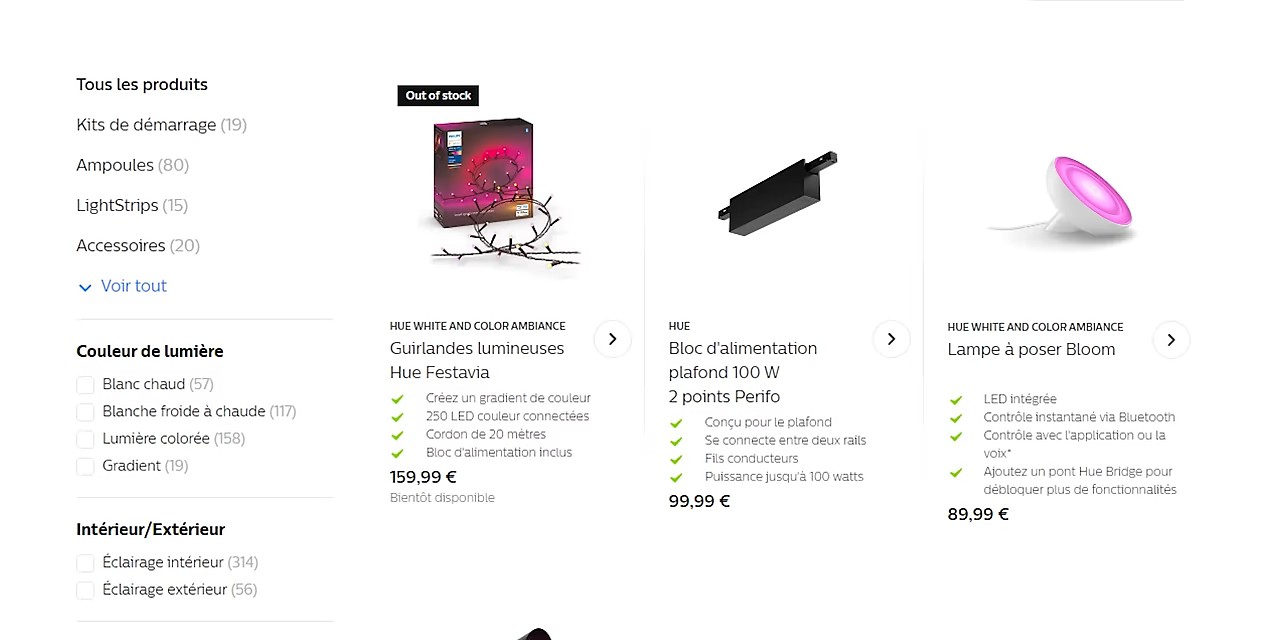 Tous les produits
Kits de démarrage (19)
Ampoules (80)
LightStrips (15)
Accessoires (20)
Voir tout
Couleur de lumière
Blanc chaud (57)
Blanche froide à chaude (117)
Lumière colorée (158)
Gradient (19)
Intérieur/Extérieur
Éclairage intérieur (314)
Éclairage extérieur (56)
Out of stock
HUE WHITE AND COLOR AMBIANCE
Guirlandes lumineuses
Hue Festavia
Créez un gradient de couleur
250 LED couleur connectées
Cordon de 20 mètres
Bloc d'alimentation inclus
159,99 €
Bientôt disponible
HUE
Bloc d'alimentation
plafond 100 W
2 points Perifo
Conçu pour le plafond
Se connecte entre deux rails
Fils conducteurs
Puissance jusqu'à 100 watts
99,99 €
HUE WHITE AND COLOR AMBIANCE
Lampe à poser Bloom
LED intégrée
Contrôle instantané via Bluetooth
Contrôle avec l'application ou la
voix*
Ajoutez un pont Hue Bridge pour
débloquer plus de fonctionnalités
89,99 €